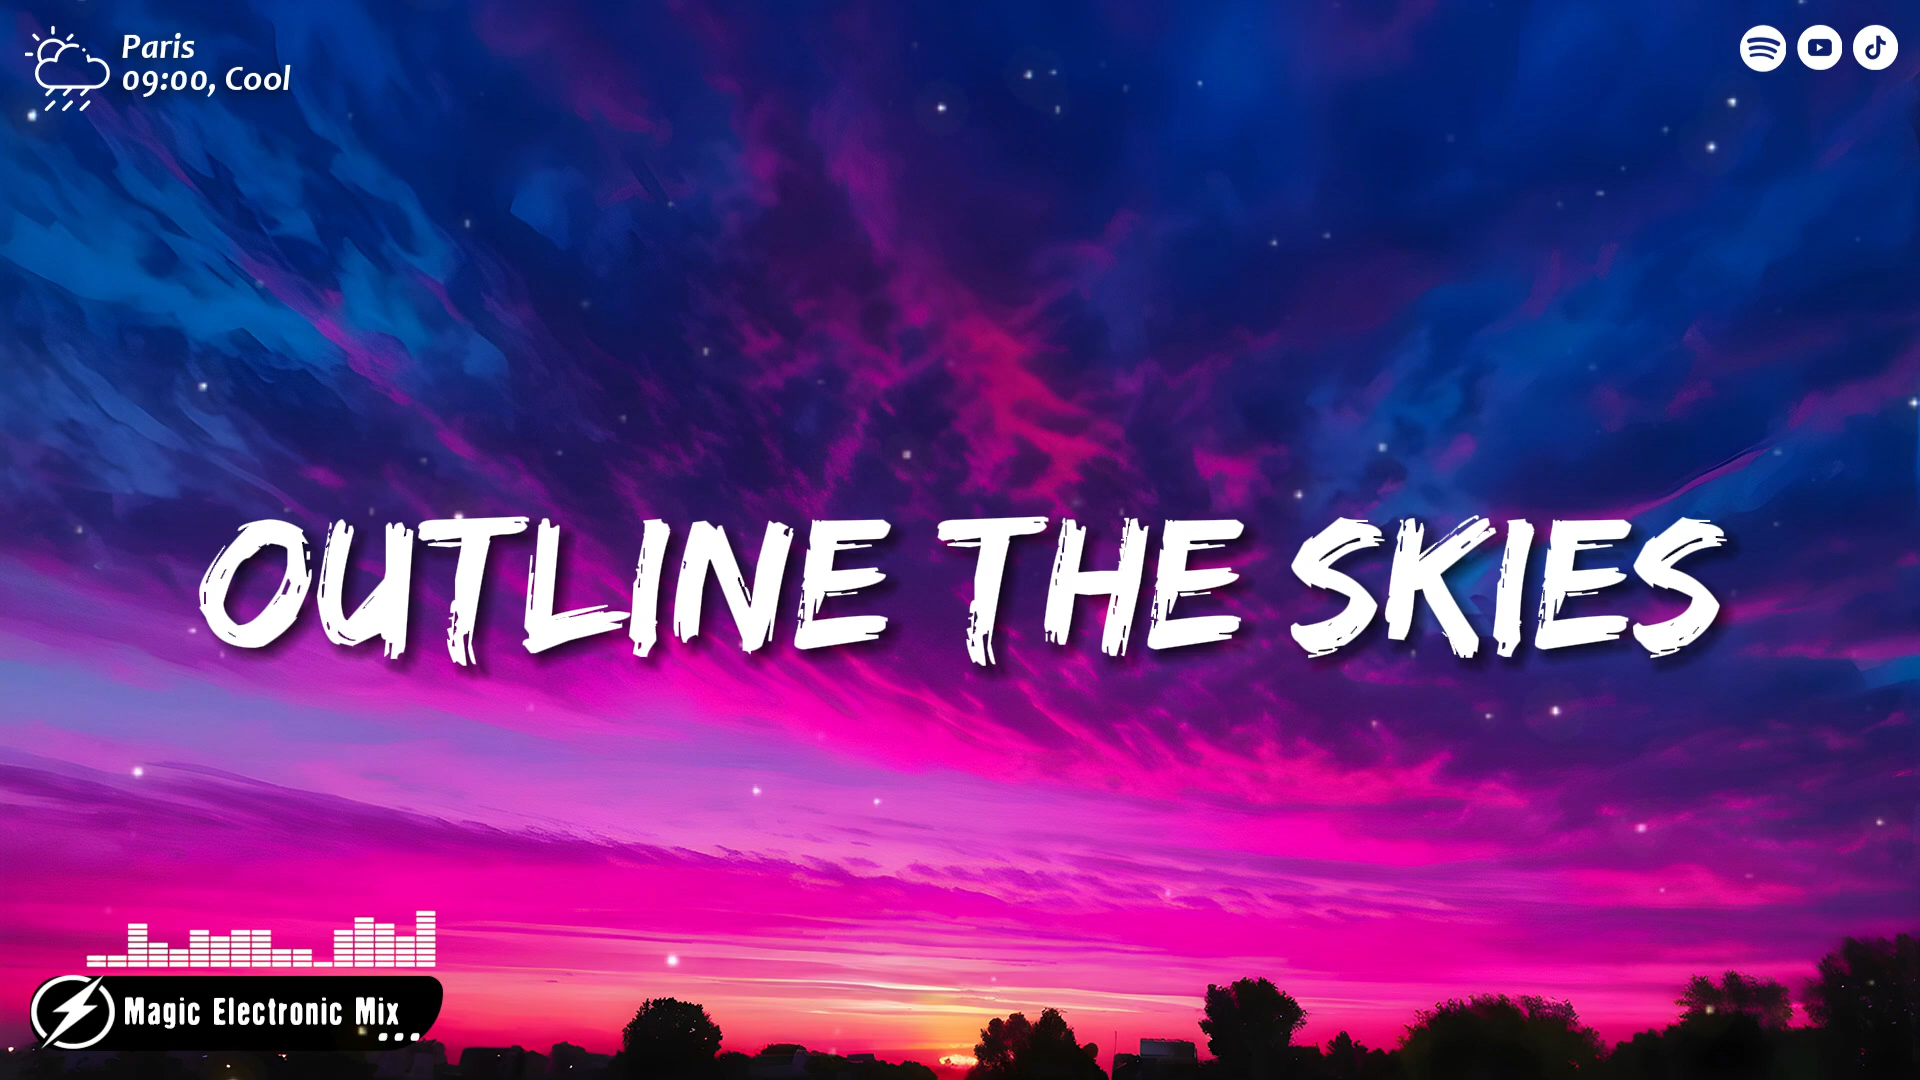 Paris
09:00, Cool
OUTLINE THE SKIES
Magic Electronic Mix
...